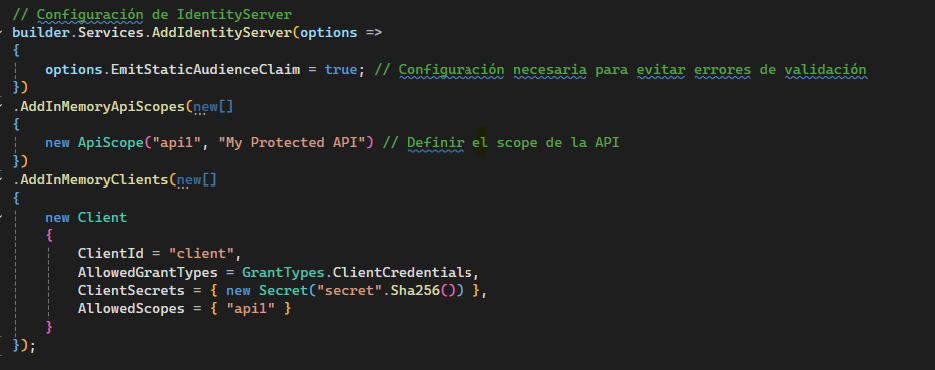 // Configuración de IdentityServer
builder.Services.AddIdentityServer(options =>
{
    options.EmitStaticAudienceClaim = true; // Configuración necesaria para evitar errores de validación
})
.AddInMemoryApiScopes(new[]
{
    new ApiScope("api1", "My Protected API") // Definir el scope de la API
})
.AddInMemoryClients(new[]
{
    new Client
    {
        ClientId = "client",
        AllowedGrantTypes = GrantTypes.ClientCredentials,
        ClientSecrets = { new Secret("secret".Sha256()) },
        AllowedScopes = { "api1" }
    }
});